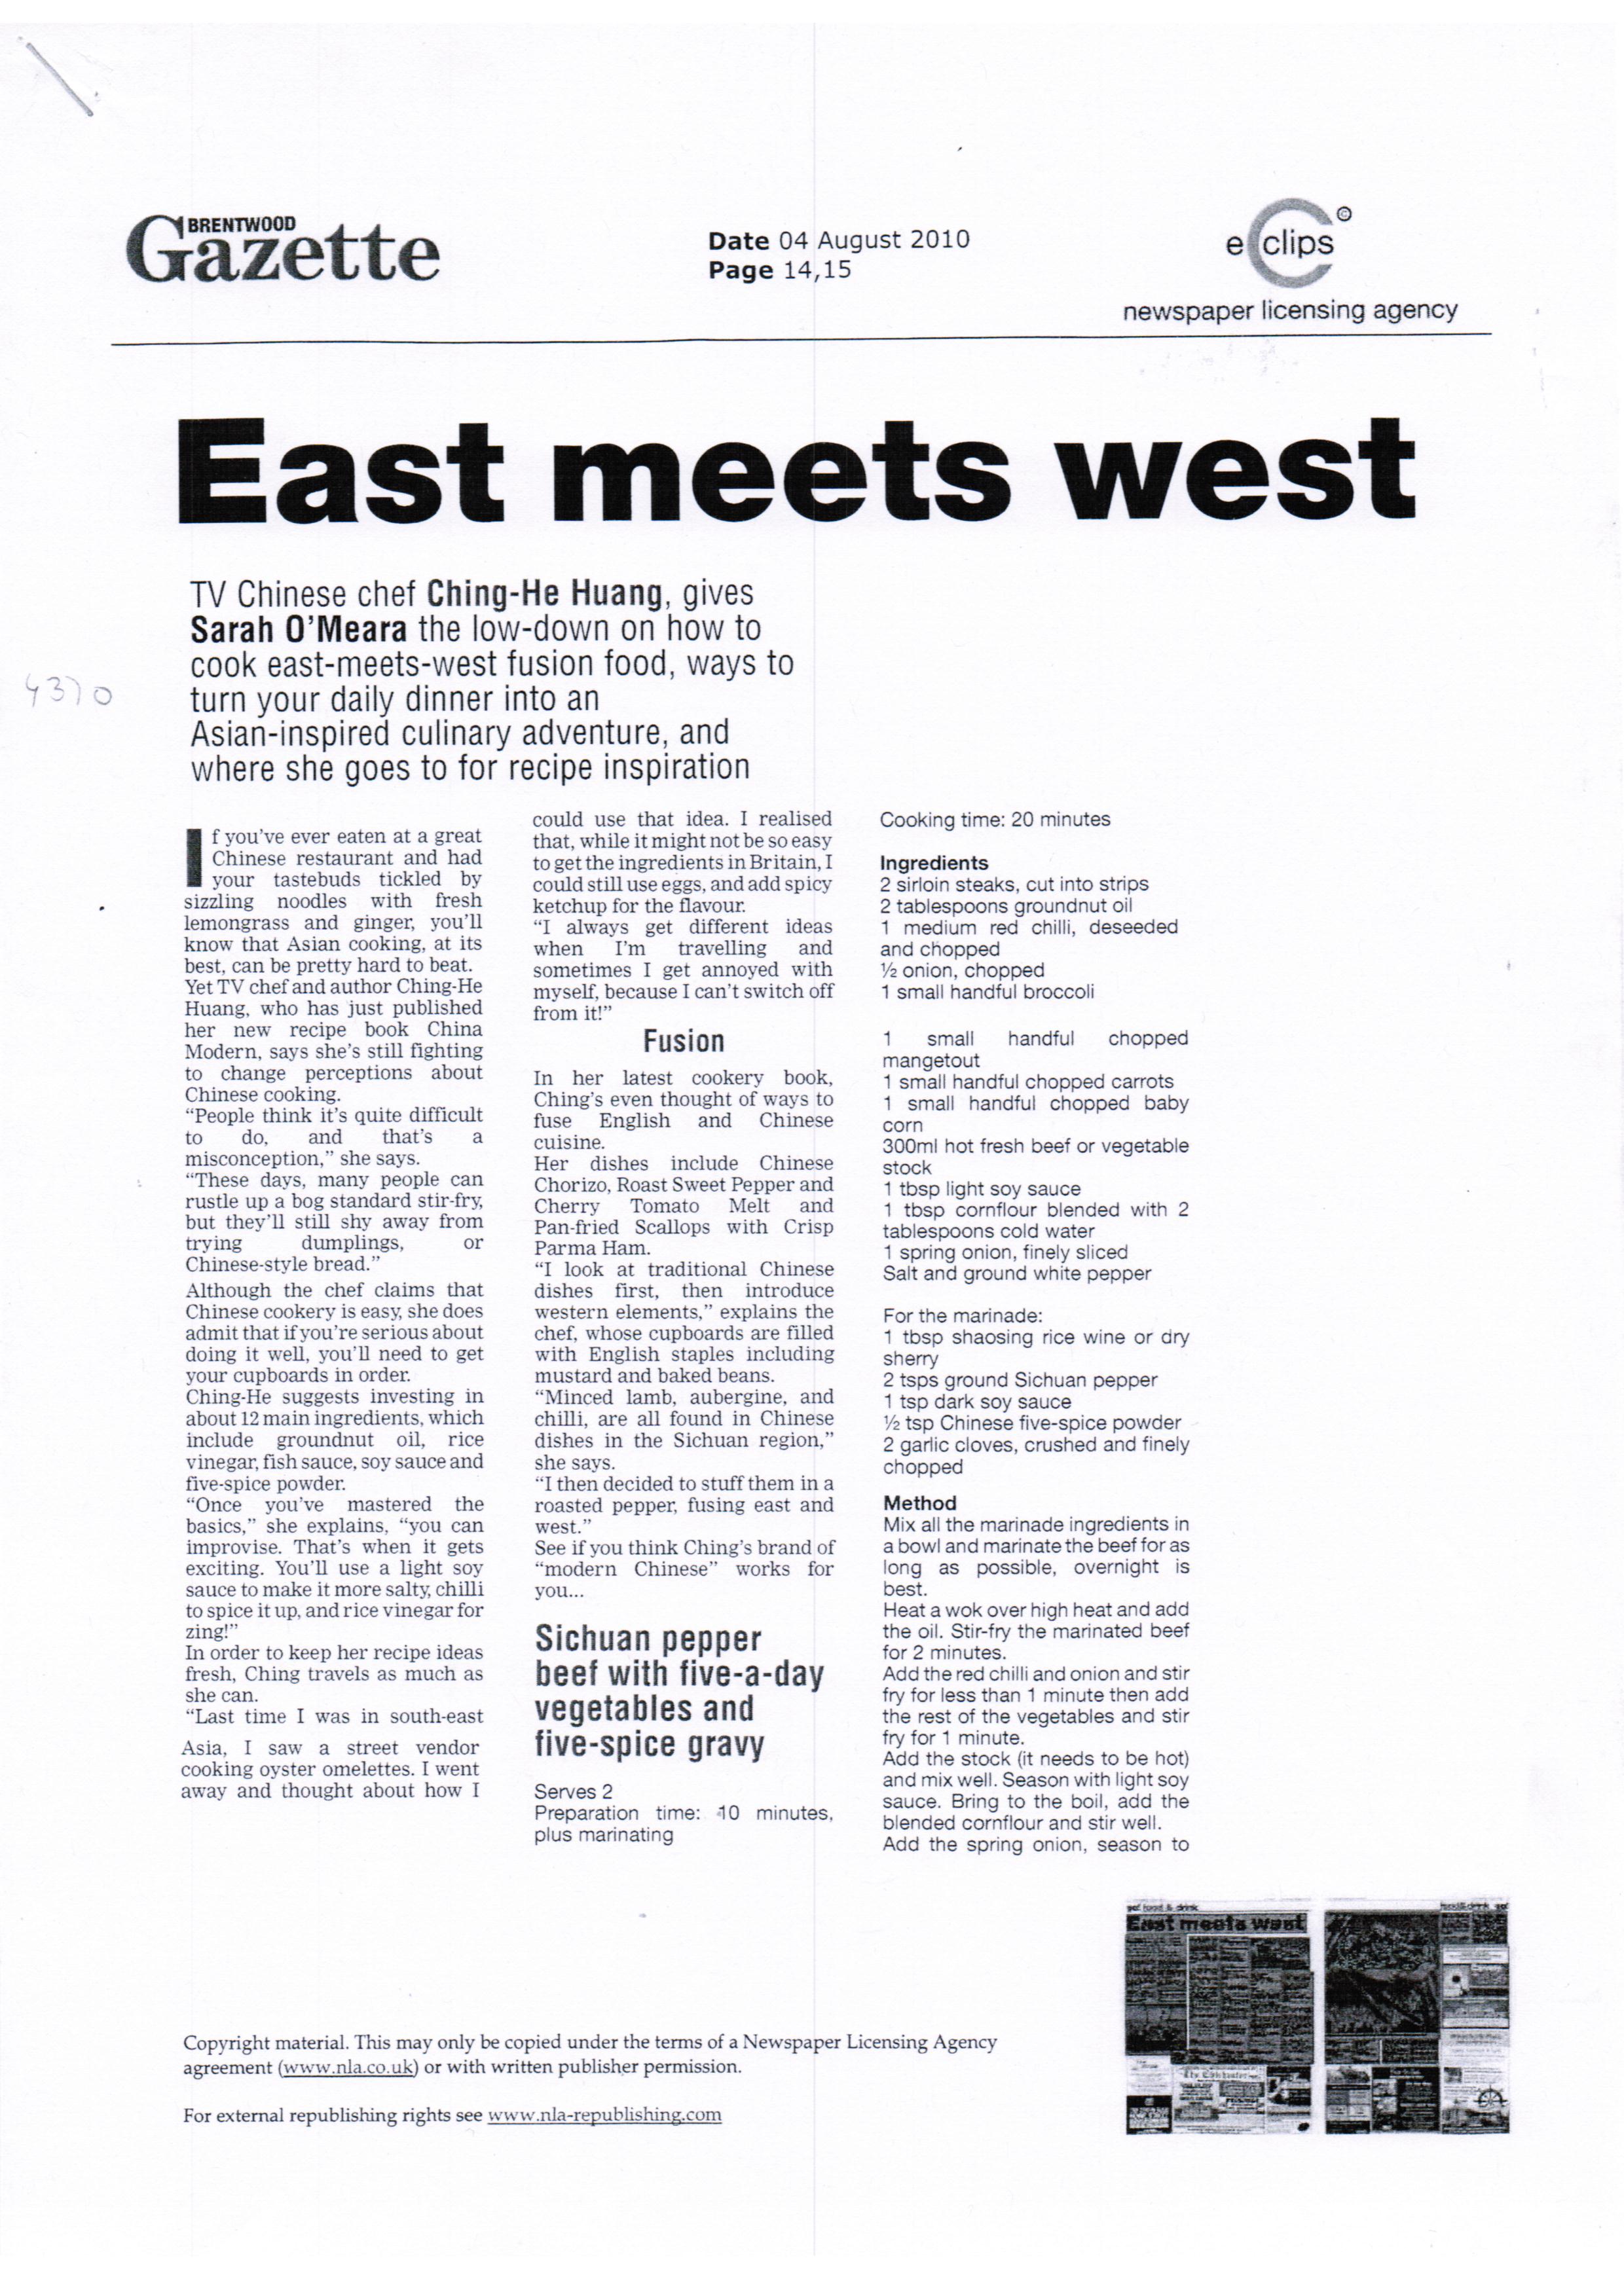 BRENTWOOD
Gazette
Date 04 August 2010
Page 14,15
e clips ©
newspaper licensing agency
East meets west
TV Chinese chef Ching-He Huang, gives
Sarah O'Meara the low-down on how to
cook east-meets-west fusion food, ways to
turn your daily dinner into an
Asian-inspired culinary adventure, and
where she goes to for recipe inspiration
4370
If you've ever eaten at a great
Chinese restaurant and had
your tastebuds tickled by
sizzling noodles with fresh
lemongrass and ginger, you'll
know that Asian cooking, at its
best, can be pretty hard to beat.
Yet TV chef and author Ching-He
Huang, who has just published
her new recipe book China
Modern, says she's still fighting
to change perceptions about
Chinese cooking.
"People think it's quite difficult
to do, and that's a
misconception," she says.
"These days, many people can
rustle up a bog standard stir-fry,
but they'll still shy away from
trying dumplings, or
Chinese-style bread."
Although the chef claims that
Chinese cookery is easy, she does
admit that if you're serious about
doing it well, you'll need to get
your cupboards in order.
Ching-He suggests investing in
about 12 main ingredients, which
include groundnut oil, rice
vinegar, fish sauce, soy sauce and
five-spice powder.
"Once you've mastered the
basics," she explains, "you can
improvise. That's when it gets
exciting. You'll use a light soy
sauce to make it more salty, chilli
to spice it up, and rice vinegar for
zing!"
In order to keep her recipe ideas
fresh, Ching travels as much as
she can.
"Last time I was in south-east
Asia, I saw a street vendor
cooking oyster omelettes. I went
away and thought about how I
could use that idea. I realised
that, while it might not be so easy
to get the ingredients in Britain, I
could still use eggs, and add spicy
ketchup for the flavour.
"I always get different ideas
when I'm travelling and
sometimes I get annoyed with
myself, because I can't switch off
from it!"
Fusion
In her latest cookery book,
Ching's even thought of ways to
fuse English and Chinese
cuisine.
Her dishes include Chinese
Chorizo, Roast Sweet Pepper and
Cherry Tomato Melt and
Pan-fried Scallops with Crisp
Parma Ham.
"I look at traditional Chinese
dishes first, then introduce
western elements," explains the
chef, whose cupboards are filled
with English staples including
mustard and baked beans.
"Minced lamb, aubergine, and
chilli, are all found in Chinese
dishes in the Sichuan region,"
she says.
"I then decided to stuff them in a
roasted pepper, fusing east and
west."
See if you think Ching's brand of
"modern Chinese" works for
you...
Sichuan pepper
beef with five-a-day
vegetables and
five-spice gravy
Serves 2
Preparation time: 10 minutes,
plus marinating
Cooking time: 20 minutes
Ingredients
2 sirloin steaks, cut into strips
2 tablespoons groundnut oil
1 medium red chilli, deseeded
and chopped
½ onion, chopped
1 small handful broccoli
1 small handful chopped
mangetout
1 small handful chopped carrots
1 small handful chopped baby
corn
300ml hot fresh beef or vegetable
stock
1 tbsp light soy sauce
1 tbsp cornflour blended with 2
tablespoons cold water
1 spring onion, finely sliced
Salt and ground white pepper
For the marinade:
1 tbsp shaosing rice wine or dry
sherry
2 tsps ground Sichuan pepper
1 tsp dark soy sauce
½ tsp Chinese five-spice powder
2 garlic cloves, crushed and finely
chopped
Method
Mix all the marinade ingredients in
a bowl and marinate the beef for as
long as possible, overnight is
best.
Heat a wok over high heat and add
the oil. Stir-fry the marinated beef
for 2 minutes.
Add the red chilli and onion and stir
fry for less than 1 minute then add
the rest of the vegetables and stir
fry for 1 minute.
Add the stock (it needs to be hot)
and mix well. Season with light soy
sauce. Bring to the boil, add the
blended cornflour and stir well.
Add the spring onion, season to
food & drink
East meets west
Copyright material. This may only be copied under the terms of a Newspaper Licensing Agency
agreement (www.nla.co.uk) or with written publisher permission.
For external republishing rights see www.nla-republishing.com